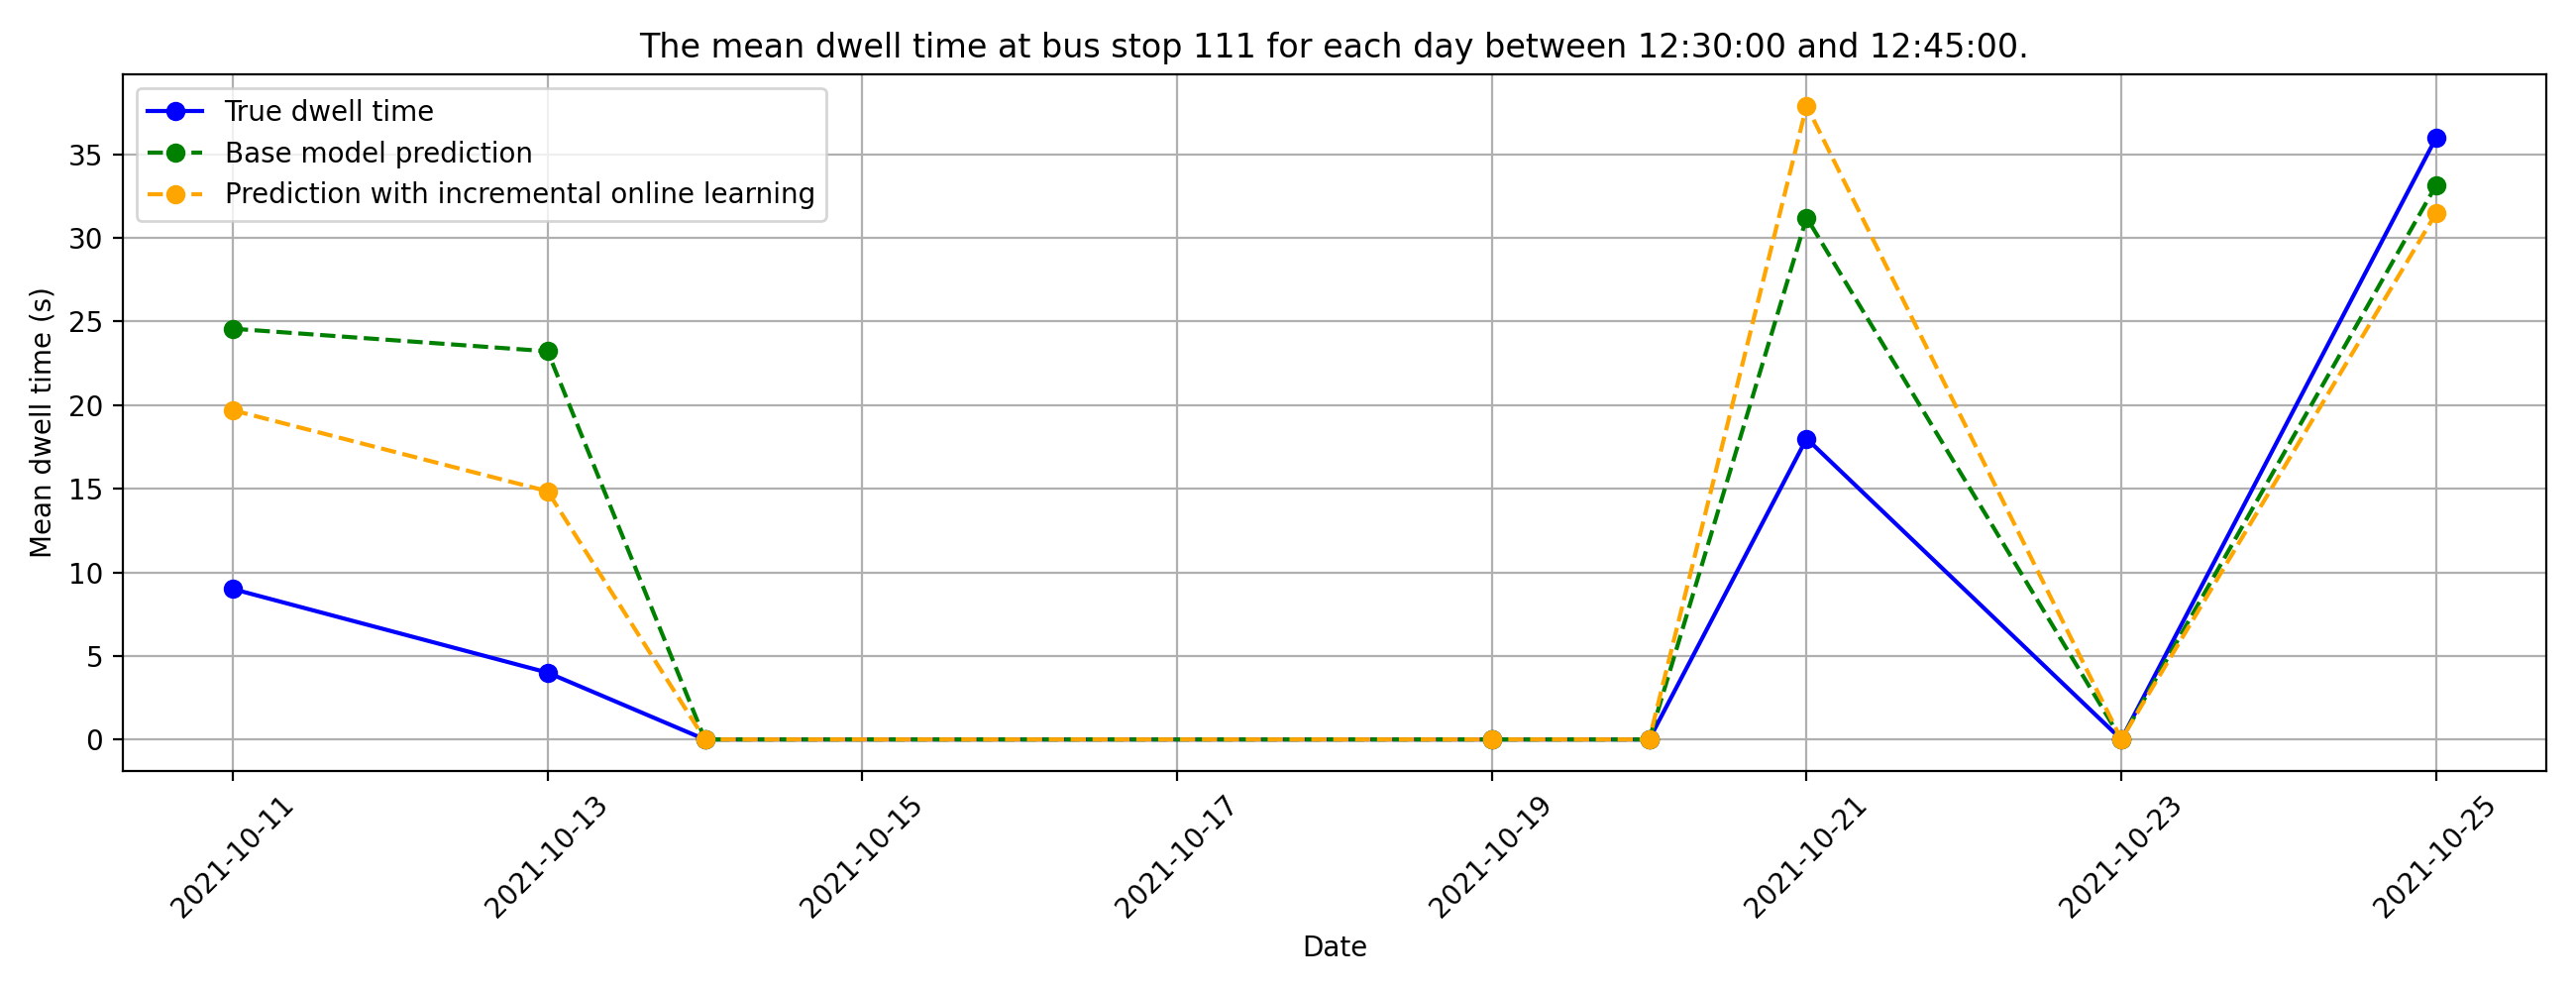 The mean dwell time at bus stop 111 for each day between 12:30:00 and 12:45:00.
True dwell time
Base model prediction
Prediction with incremental online learning
Mean dwell time (s)
35
30
25
20
15
10
5
0
2021-10-11
2021-10-13
2021-10-15
2021-10-17
2021-10-19
2021-10-21
2021-10-23
2021-10-25
Date